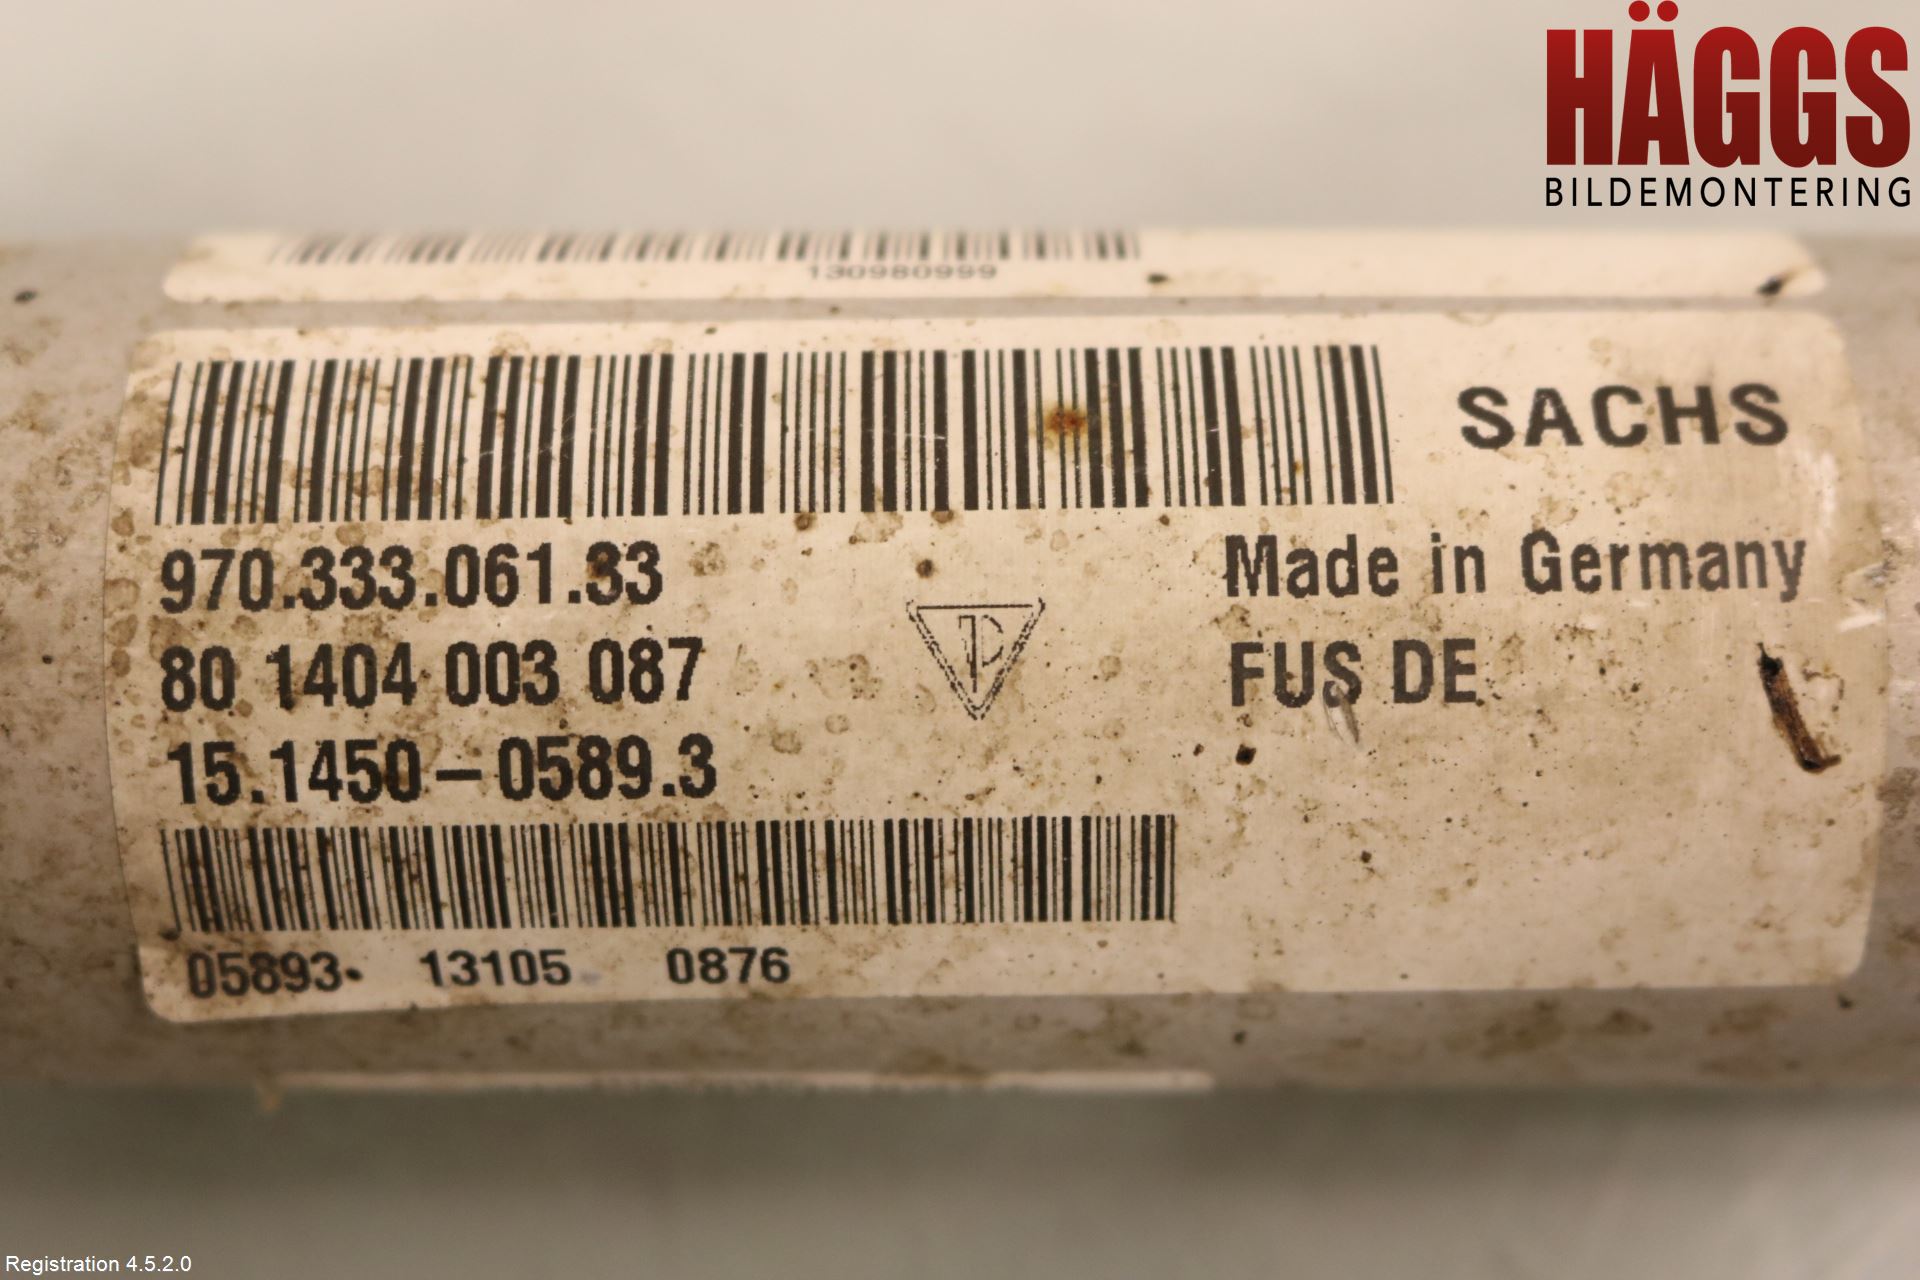 HÄGGS
BILDEMONTERING
130980999
SACHS
970.333.061.33
Made in Germany
80 1404 003 087
FUS DE
15.1450-0589.3
05893- 13105 0876
Registration 4.5.2.0